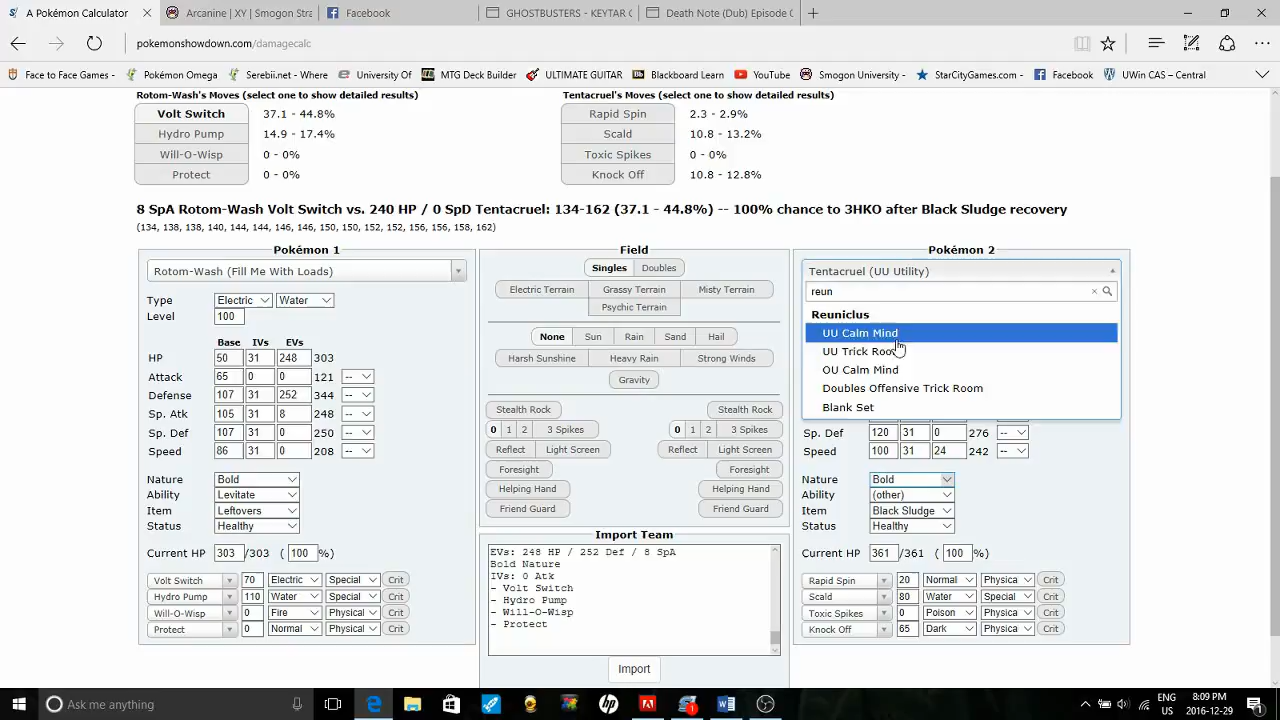 A Pokémon Calculator
Arcanine | XY | Smogon Stra
Facebook
GHOSTBUSTERS - KEYTAR C
Death Note (Dub) Episode C
pokemonshowdown.com/damagecalc
Face to Face Games -
Pokémon Omega
Serebii.net - Where
University Of
MTG Deck Builder
ULTIMATE GUITAR
Blackboard Learn
YouTube
Smogon University -
StarCityGames.com -
Facebook
UWin CAS – Central
Rotom-Wash's Moves (select one to show detailed results)
Tentacruel's Moves (select one to show detailed results)
Volt Switch 37.1 - 44.8%
Rapid Spin 2.3 - 2.9%
Hydro Pump 14.9 - 17.4%
Scald 10.8 - 13.2%
Will-O-Wisp 0 - 0%
Toxic Spikes 0 - 0%
Protect 0 - 0%
Knock Off 10.8 - 12.8%
8 SpA Rotom-Wash Volt Switch vs. 240 HP / 0 SpD Tentacruel: 134-162 (37.1 - 44.8%) -- 100% chance to 3HKO after Black Sludge recovery
(134, 138, 138, 140, 144, 144, 146, 146, 150, 150, 152, 152, 156, 156, 158, 162)
Pokémon 1
Rotom-Wash (Fill Me With Loads)
Type Electric Water
Level 100
Base IVs EVs
HP 50 31 248 303
Attack 65 0 0 121 --
Defense 107 31 252 344 --
Sp. Atk 105 31 8 248 --
Sp. Def 107 31 0 250 --
Speed 86 31 0 208 --
Nature Bold
Ability Levitate
Item Leftovers
Status Healthy
Current HP 303 /303 ( 100 %)
Volt Switch 70 Electric Special Crit
Hydro Pump 110 Water Special Crit
Will-O-Wisp 0 Fire Physical Crit
Protect 0 Normal Physical Crit
Field
Singles Doubles
Electric Terrain Grassy Terrain Misty Terrain
Psychic Terrain
None Sun Rain Sand Hail
Harsh Sunshine Heavy Rain Strong Winds
Gravity
Stealth Rock Stealth Rock
0 1 2 3 Spikes 0 1 2 3 Spikes
Reflect Light Screen Reflect Light Screen
Foresight Foresight
Helping Hand Helping Hand
Friend Guard Friend Guard
Import Team
EVs: 248 HP / 252 Def / 8 SpA
Bold Nature
IVs: 0 Atk
- Volt Switch
- Hydro Pump
- Will-O-Wisp
- Protect
Import
Pokémon 2
Tentacruel (UU Utility)
reun
Reuniclus
UU Calm Mind
UU Trick Room
OU Calm Mind
Doubles Offensive Trick Room
Blank Set
Sp. Def 120 31 0 276 --
Speed 100 31 24 242 --
Nature Bold
Ability (other)
Item Black Sludge
Status Healthy
Current HP 361 /361 ( 100 %)
Rapid Spin 20 Normal Physica Crit
Scald 80 Water Special Crit
Toxic Spikes 0 Poison Physica Crit
Knock Off 65 Dark Physica Crit
Ask me anything
ENG
US
8:09 PM
2016-12-29